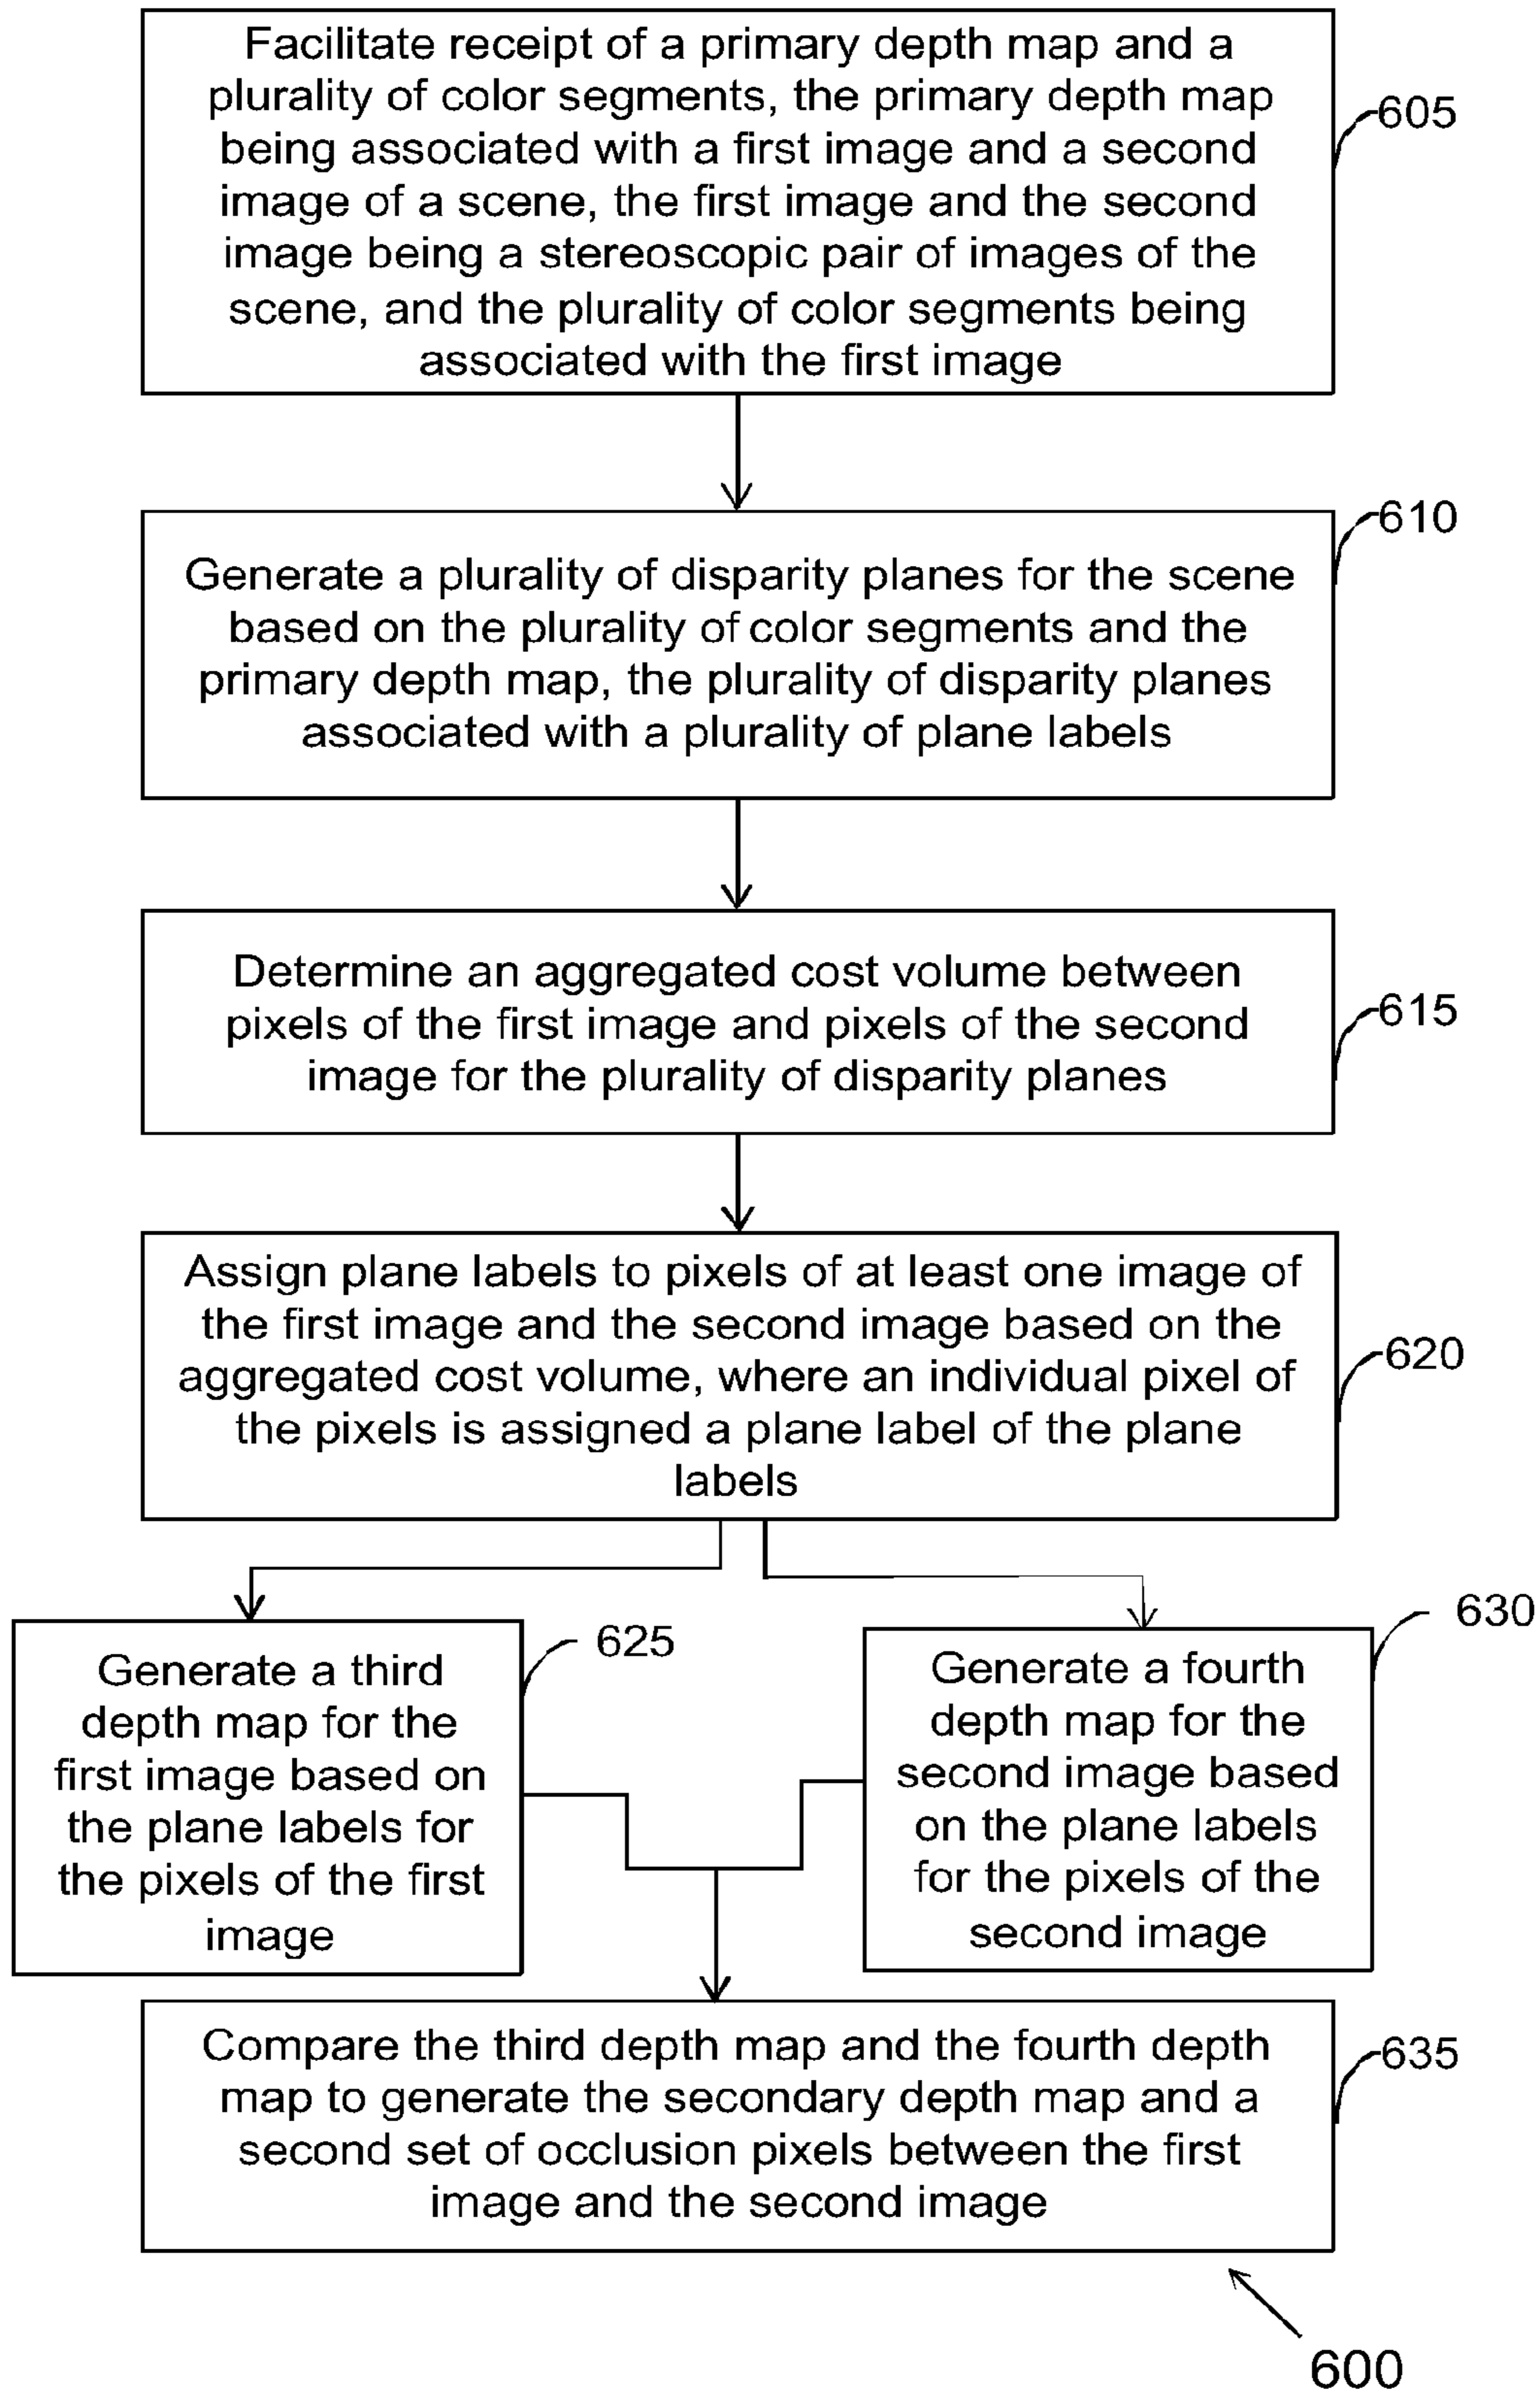 Facilitate receipt of a primary depth map and a
plurality of color segments, the primary depth map
being associated with a first image and a second
image of a scene, the first image and the second
image being a stereoscopic pair of images of the
scene, and the plurality of color segments being
associated with the first image
605
Generate a plurality of disparity planes for the scene
based on the plurality of color segments and the
primary depth map, the plurality of disparity planes
associated with a plurality of plane labels
610
Determine an aggregated cost volume between
pixels of the first image and pixels of the second
image for the plurality of disparity planes
615
Assign plane labels to pixels of at least one image of
the first image and the second image based on the
aggregated cost volume, where an individual pixel of
the pixels is assigned a plane label of the plane
labels
620
Generate a third
depth map for the
first image based on
the plane labels for
the pixels of the first
image
625
Generate a fourth
depth map for the
second image based
on the plane labels
for the pixels of the
second image
630
Compare the third depth map and the fourth depth
map to generate the secondary depth map and a
second set of occlusion pixels between the first
image and the second image
635
600